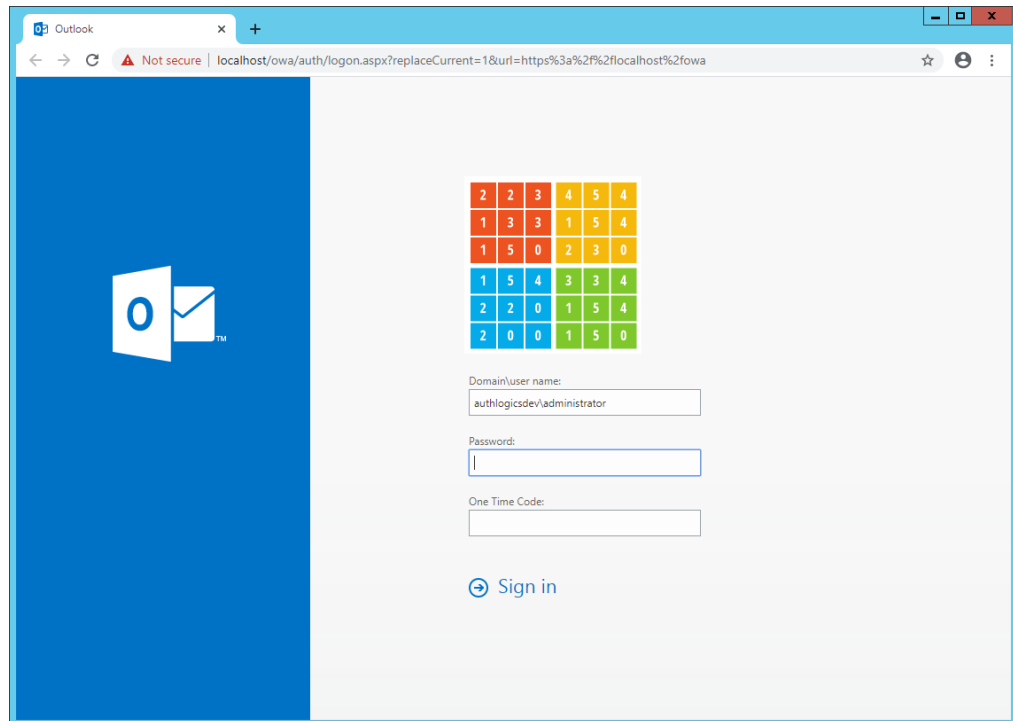 Outlook
Not secure | localhost/owa/auth/logon.aspx?replaceCurrent=1&url=https%3a%2f%2flocalhost%2fowa
2 2 3 4 5 4
1 3 3 1 5 4
1 5 0 2 3 0
1 5 4 3 3 4
2 2 0 1 5 4
2 0 0 1 5 0
O
TM
Domain\user name:
authlogicsdev\administrator
Password:
One Time Code:
Sign in